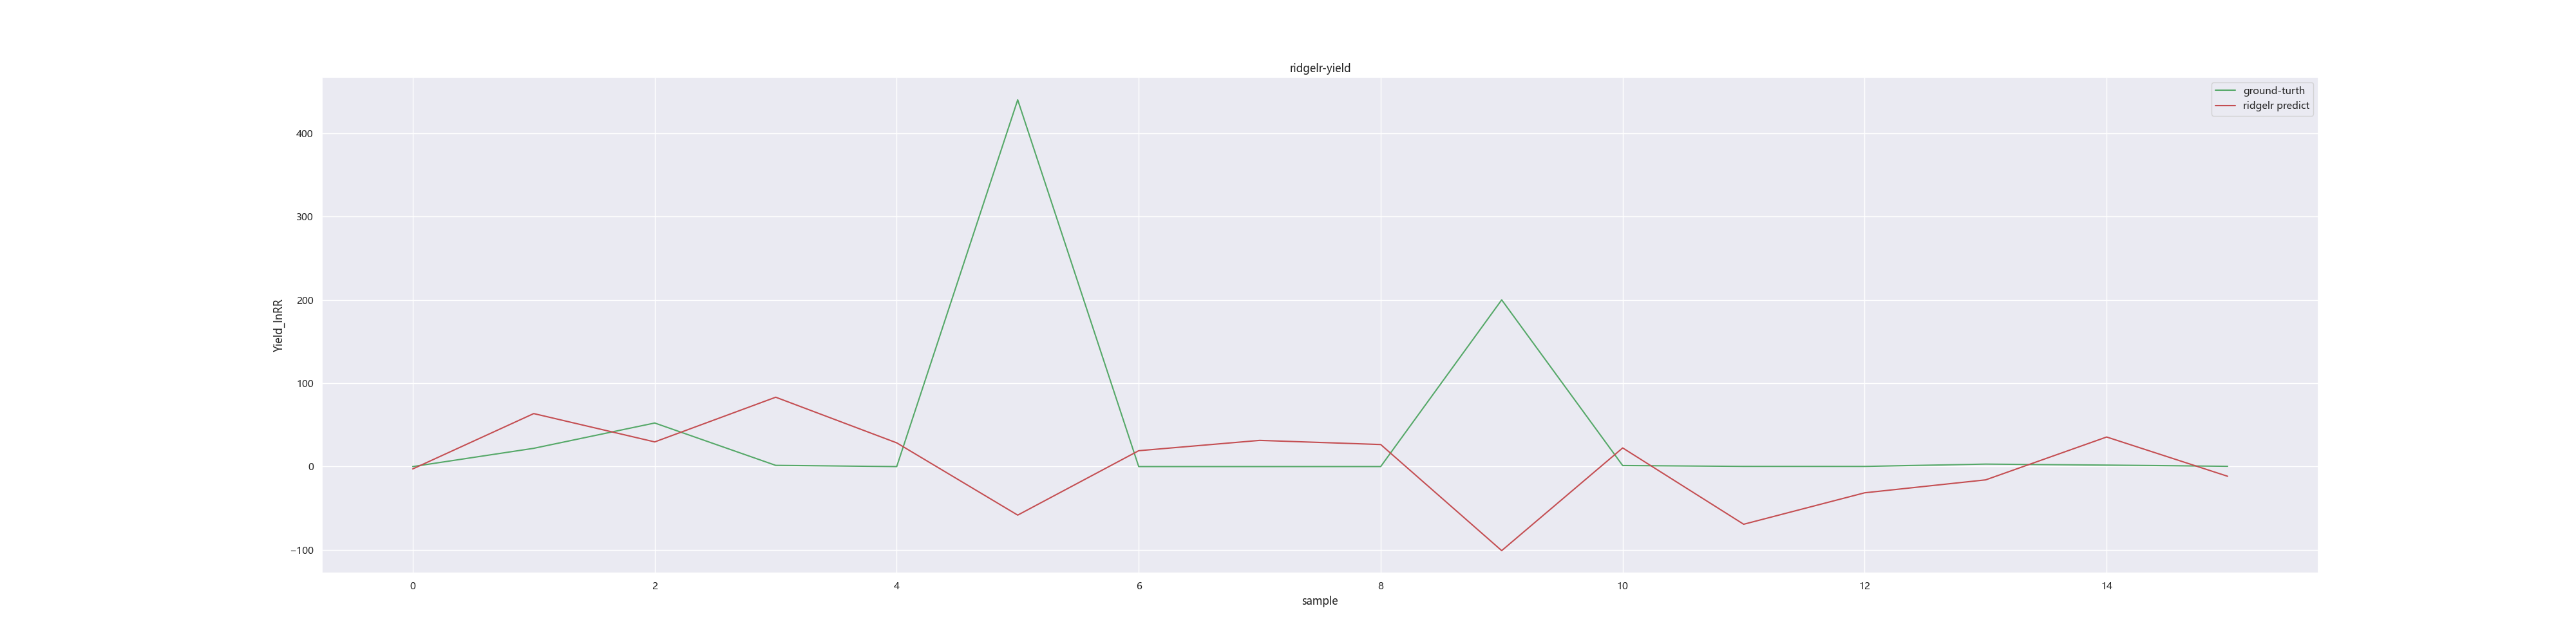 ridgelr-yield
ground-turth
ridgelr predict
Yield_lnRR
400
300
200
100
0
−100
0 2 4 6 8 10 12 14
sample